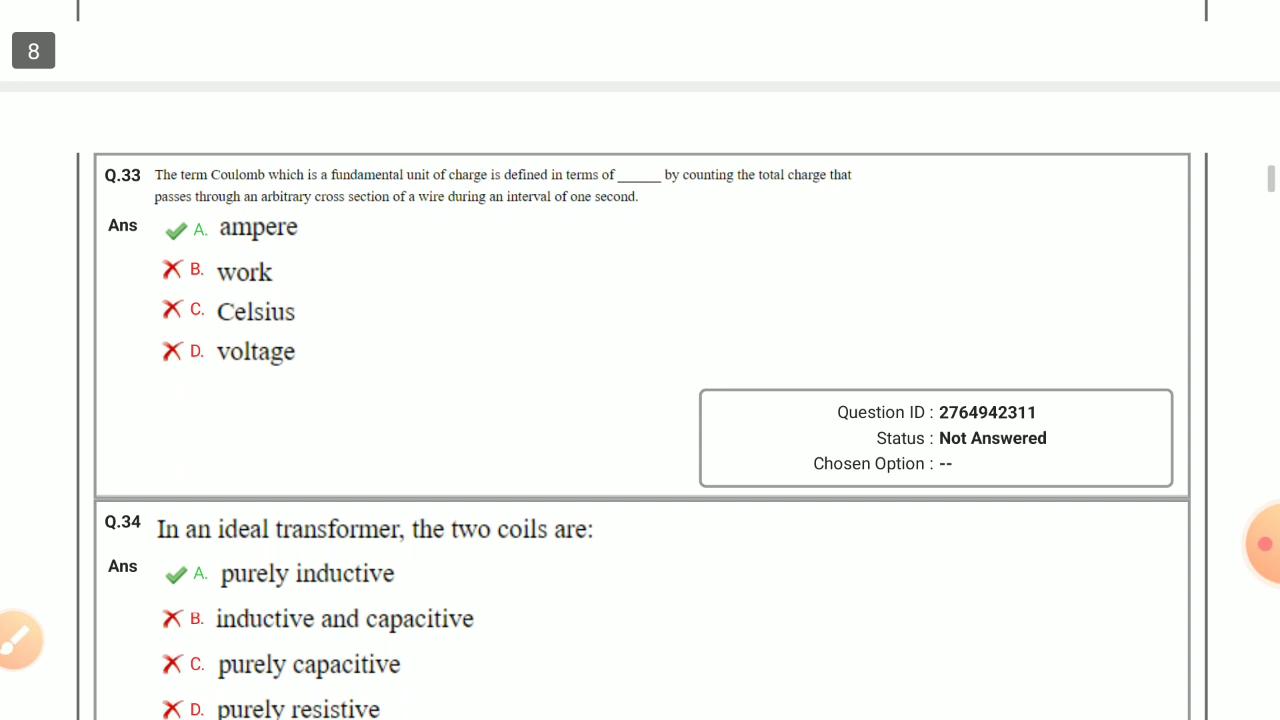 8
Q.33 The term Coulomb which is a fundamental unit of charge is defined in terms of ______ by counting the total charge that
passes through an arbitrary cross section of a wire during an interval of one second.
Ans A. ampere
B. work
C. Celsius
D. voltage
Question ID : 2764942311
Status : Not Answered
Chosen Option : --
Q.34 In an ideal transformer, the two coils are:
Ans A. purely inductive
B. inductive and capacitive
C. purely capacitive
D. purely resistive